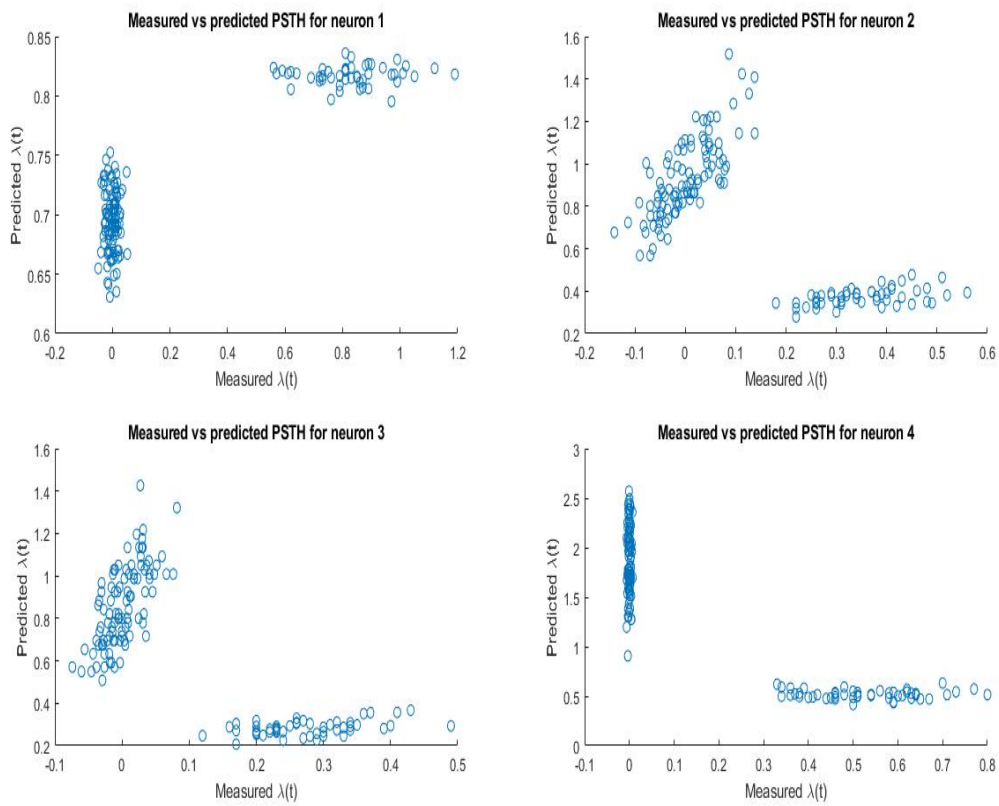 Measured vs predicted PSTH for neuron 1
0.85
0.8
0.75
0.7
0.65
0.6
Predicted λ(t)
-0.2 0 0.2 0.4 0.6 0.8 1 1.2
Measured λ(t)
Measured vs predicted PSTH for neuron 2
1.6
1.4
1.2
1
0.8
0.6
0.4
0.2
Predicted λ(t)
-0.2 -0.1 0 0.1 0.2 0.3 0.4 0.5 0.6
Measured λ(t)
Measured vs predicted PSTH for neuron 3
1.6
1.4
1.2
1
0.8
0.6
0.4
0.2
Predicted λ(t)
-0.1 0 0.1 0.2 0.3 0.4 0.5
Measured λ(t)
Measured vs predicted PSTH for neuron 4
3
2.5
2
1.5
1
0.5
0
Predicted λ(t)
-0.1 0 0.1 0.2 0.3 0.4 0.5 0.6 0.7 0.8
Measured λ(t)